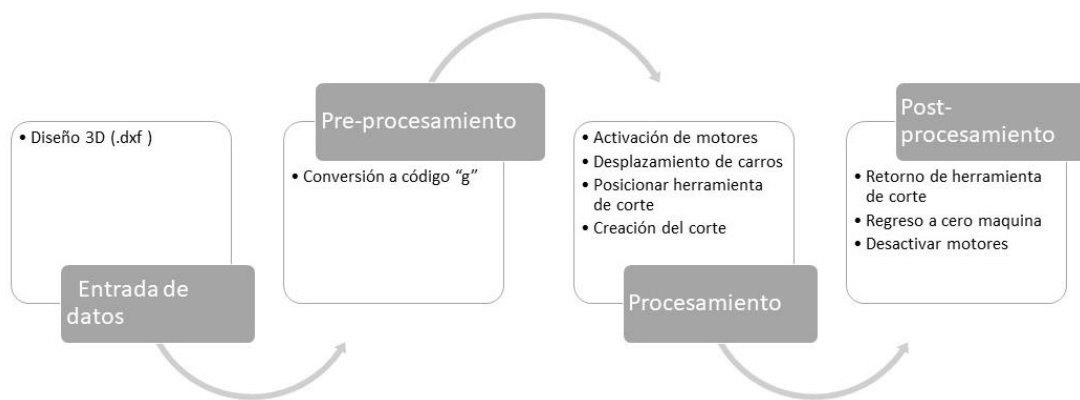 • Diseño 3D (.dxf )
Entrada de
datos
Pre-procesamiento
• Conversión a código “g”
• Activación de motores
• Desplazamiento de carros
• Posicionar herramienta
de corte
• Creación del corte
Procesamiento
Post-
procesamiento
• Retorno de herramienta
de corte
• Regreso a cero maquina
• Desactivar motores